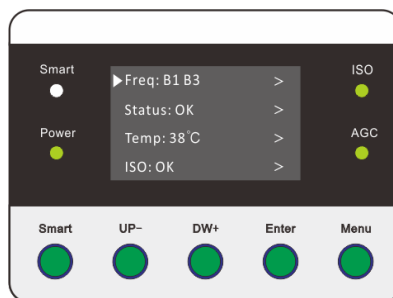 Smart
ISO
▶Freq: B1 B3 >
Status: OK >
Power
AGC
Temp: 38℃ >
ISO: OK >
Smart UP- DW+ Enter Menu